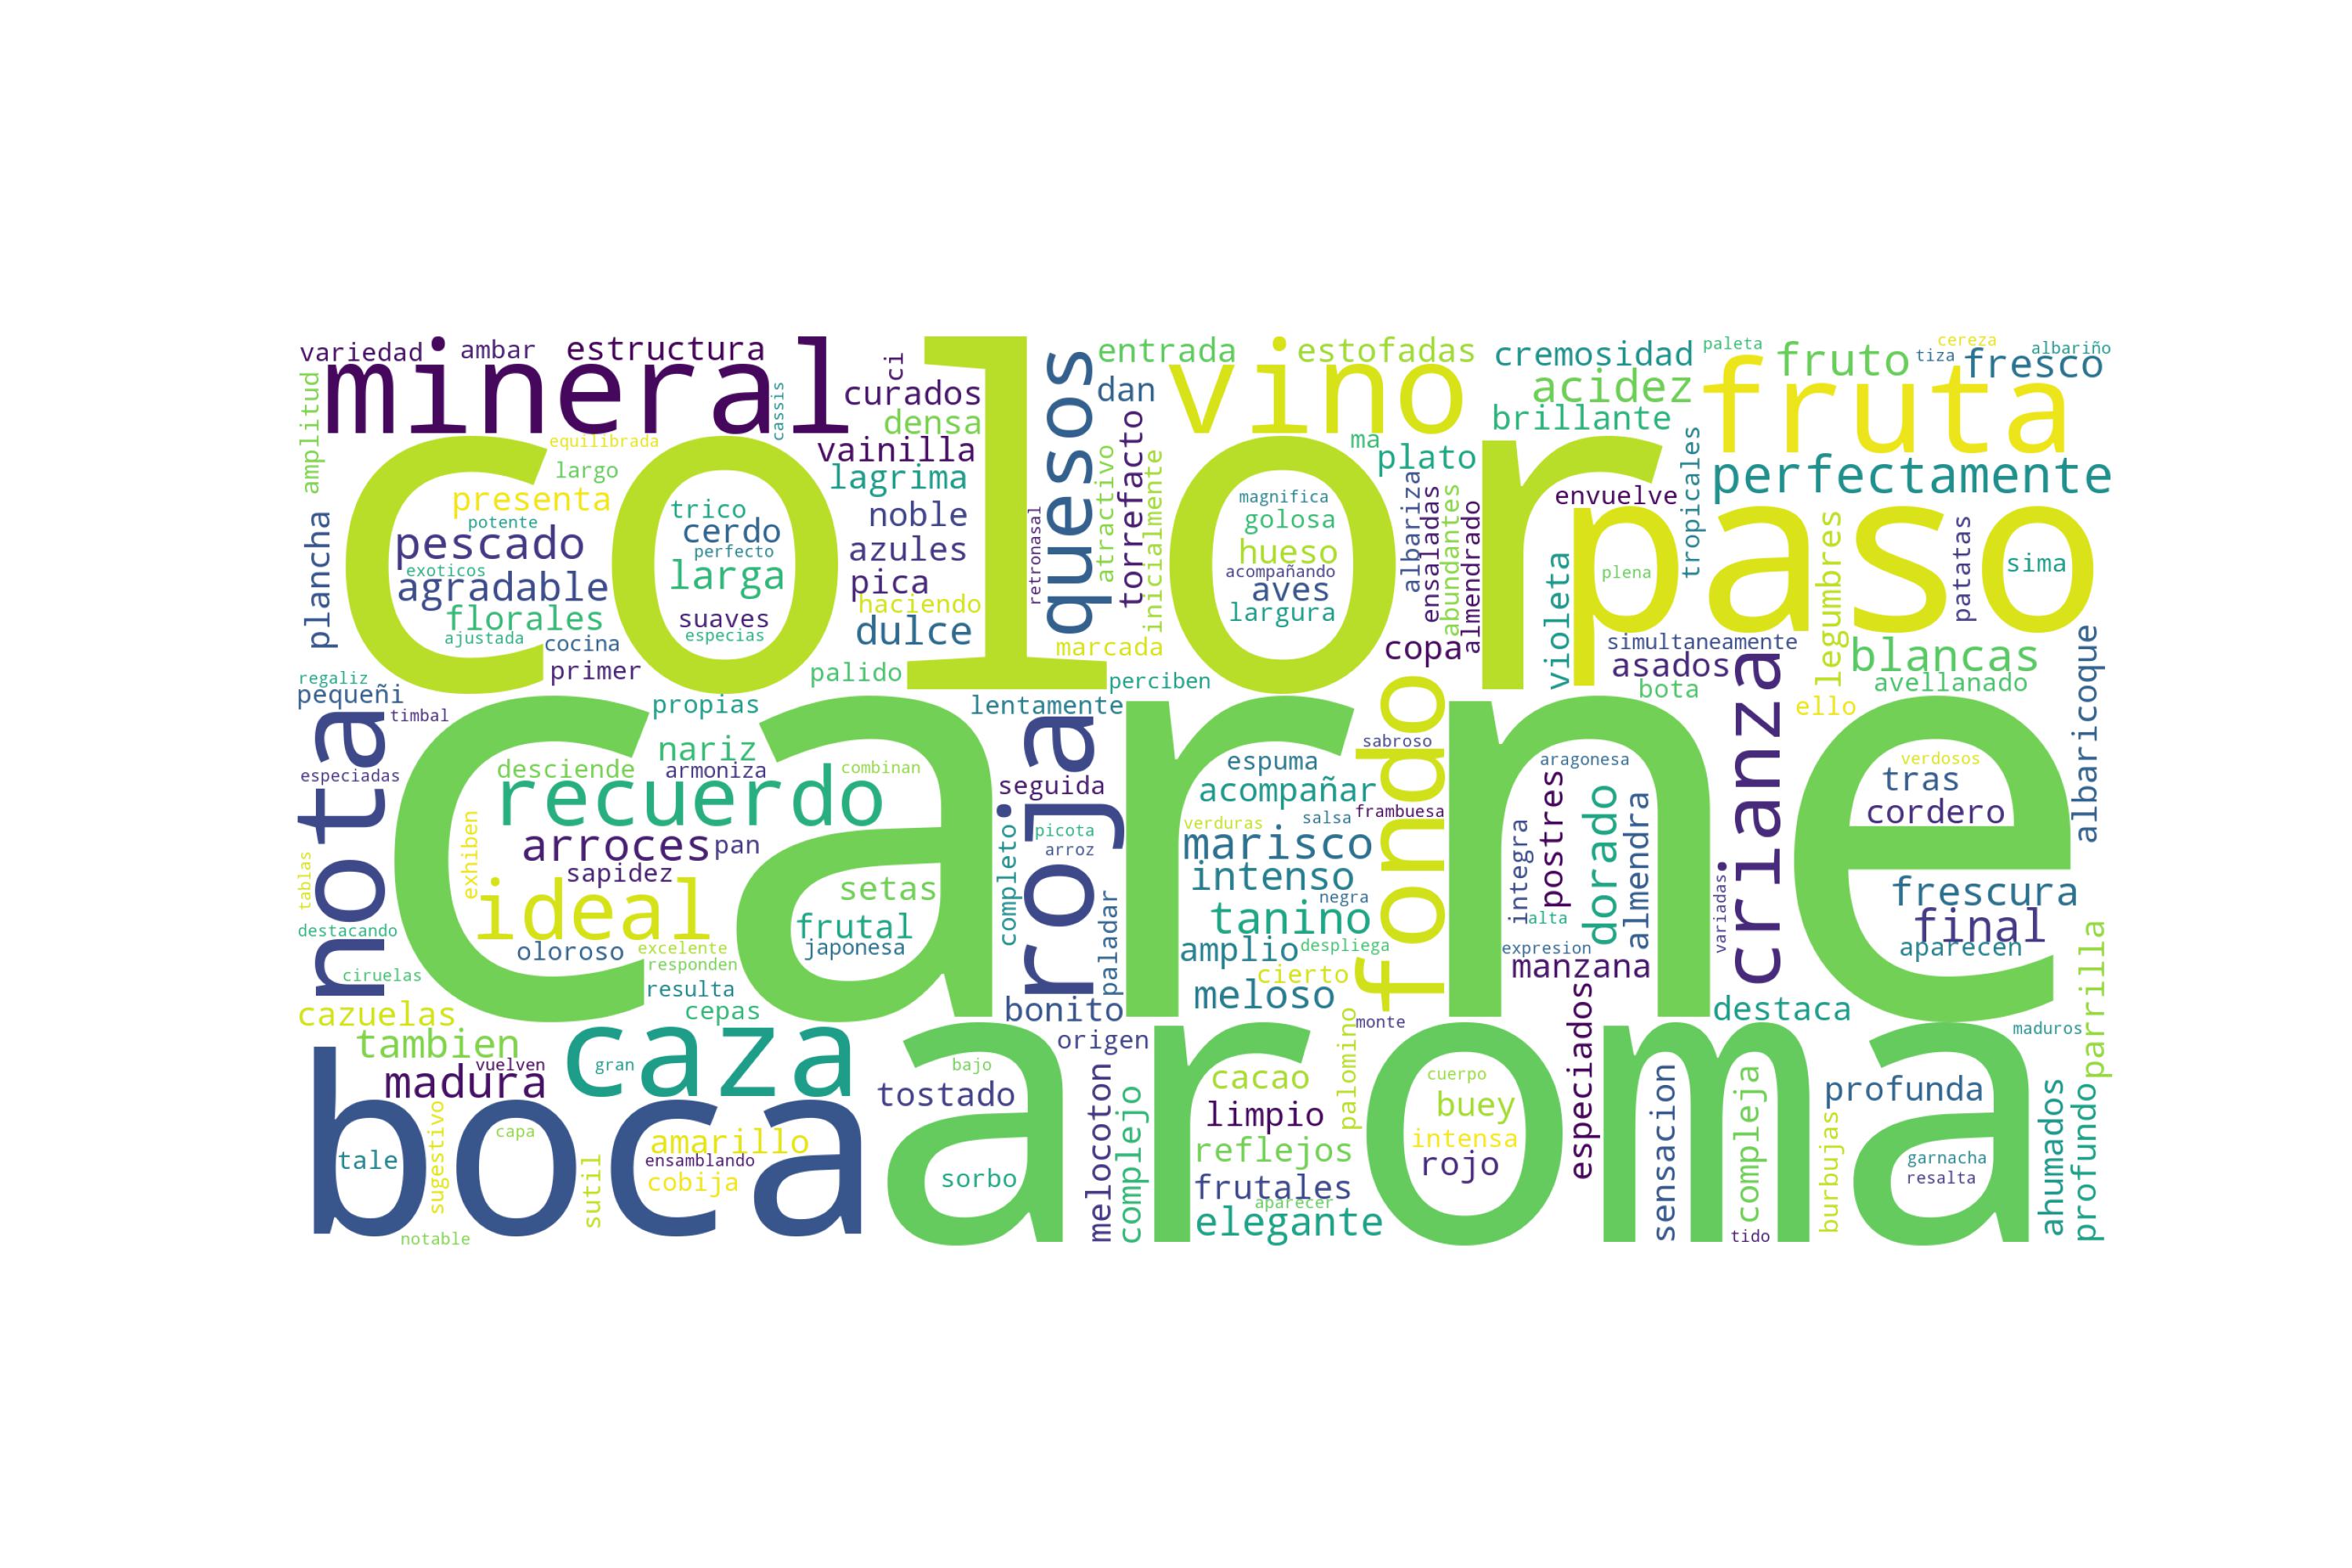 variedad
ambar
estructura
ci
entrada
estofadas
cremosidad
paleta
fruto
cereza
tiza
albariño
fresco
mineral
cassis
curados
densa
quesos
dan
vino
acidez
brillante
fruta
amplitud
color
equilibrada
largo
vainilla
lagrima
presenta
potente
trico
noble
torrefacto
atractivo
inicialmente
ma
plato
perfectamente
tropicales
magnifica
golosa
albariza
ensaladas
abundantes
almendrado
envuelve
paso
plancha
pescado
cerdo
perfecto
azules
retronasal
hueso
acompañando
aves
largura
exoticos
agradable
larga
pica
haciendo
violeta
plena
legumbres
patatas
sima
florales
ajustada
suaves
especias
dulce
marcada
copa
simultaneamente
asados
blancas
cocina
primer
palido
perciben
bota
crianza
avellanado
albaricoque
regaliz
pequeñi
timbal
propias
lentamente
ello
nota
carne
nariz
roja
fondo
sabroso
especiadas
desciende
armoniza
combinan
seguida
espuma
acompañar
aragonesa
verdosos
tras
cordero
recuerdo
frambuesa
postres
dorado
exhiben
arroces
pan
completo
picota
arroz
verduras
salsa
marisco
integra
almendra
sapidez
tablas
ideal
setas
intenso
negra
variadas
frescura
frutal
paladar
tanino
alta
final
destacando
oloroso
excelente
japonesa
amplio
despliega
expresion
aparecen
parrilla
ciruelas
responden
resulta
cierto
manzana
meloso
cazuelas
cepas
bonito
especiados
destaca
tambien
caza
origen
monte
palomino
maduros
vuelven
gran
madura
boca
aroma
bajo
tostado
melocoton
complejo
cacao
cuerpo
buey
sensacion
compleja
profunda
burbujas
ahumados
profundo
limpio
sugestivo
capa
amarillo
reflejos
intensa
tale
ensamblando
garnacha
rojo
sutil
cobija
sorbo
frutales
resalta
aparecer
elegante
notable
tido